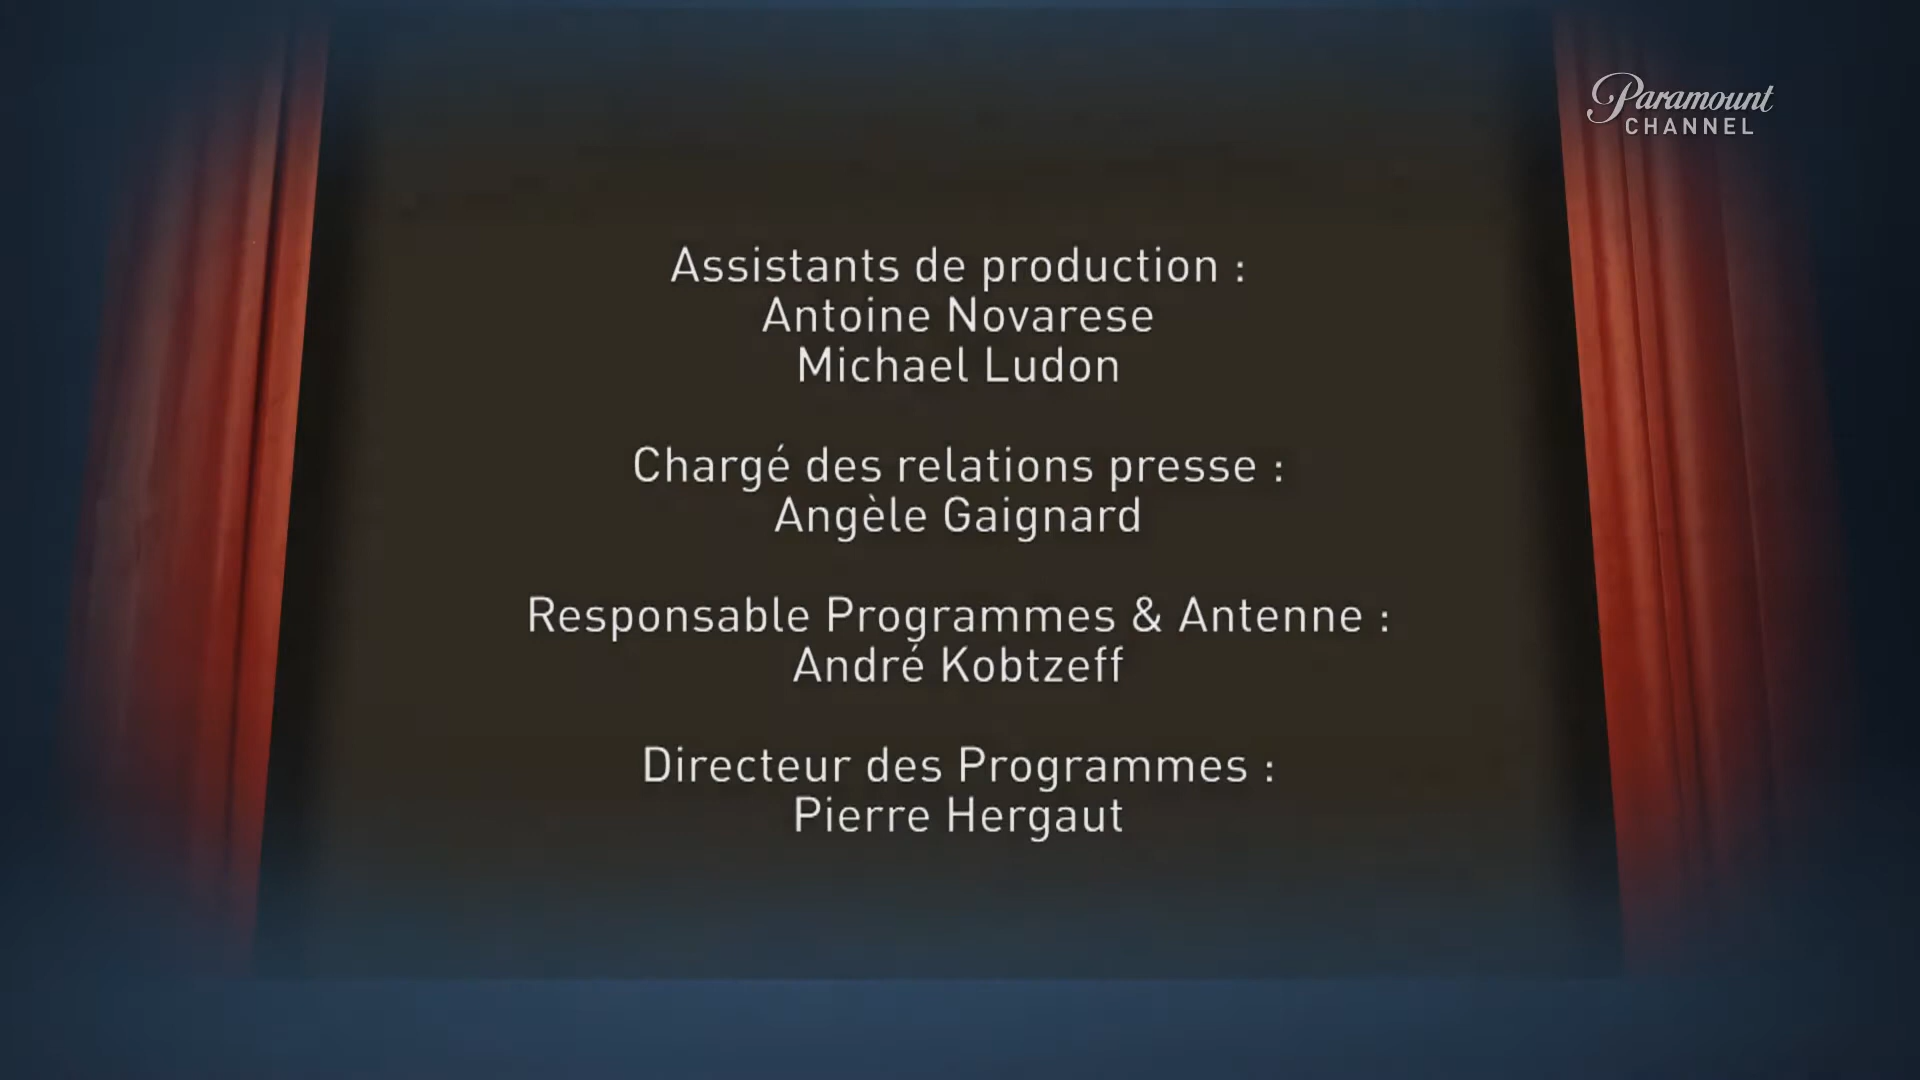 Paramount
CHANNEL
Assistants de production :
Antoine Novarese
Michael Ludon
Chargé des relations presse :
Angèle Gaignard
Responsable Programmes & Antenne :
André Kobtzeff
Directeur des Programmes :
Pierre Hergaut